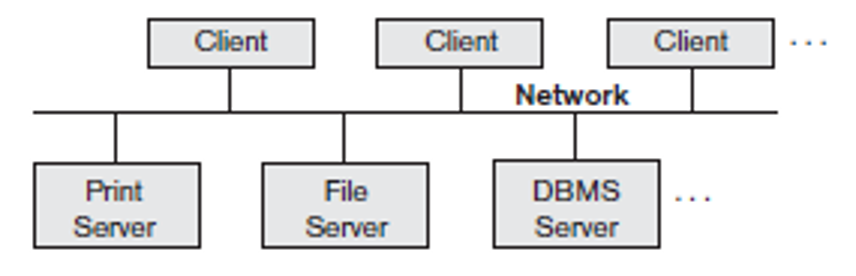 Client
Client
Client
...
Network
Print
Server
File
Server
DBMS
Server
...